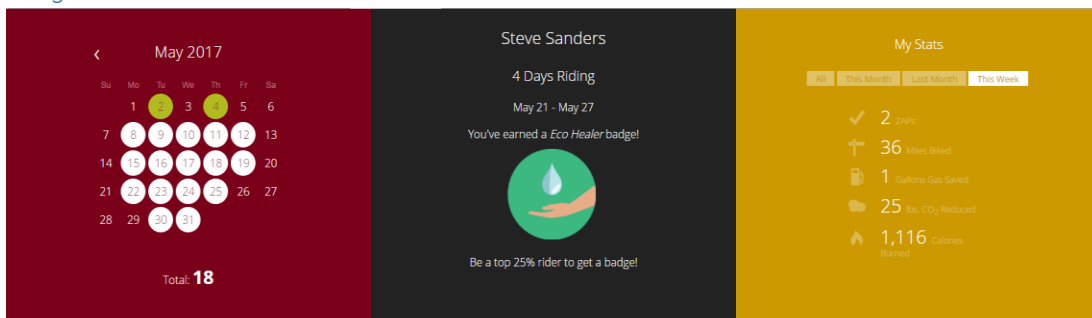 ‹ May 2017
Su Mo Tu We Th Fr Sa
1 2 3 4 5 6
7 8 9 10 11 12 13
14 15 16 17 18 19 20
21 22 23 24 25 26 27
28 29 30 31
Total: 18
Steve Sanders
4 Days Riding
May 21 - May 27
You've earned a Eco Healer badge!
Be a top 25% rider to get a badge!
My Stats
All This Month Last Month This Week
2 ZAPs
36 Miles Biked
1 Gallons Gas Saved
25 lbs. CO₂ Reduced
1,116 Calories
Burned